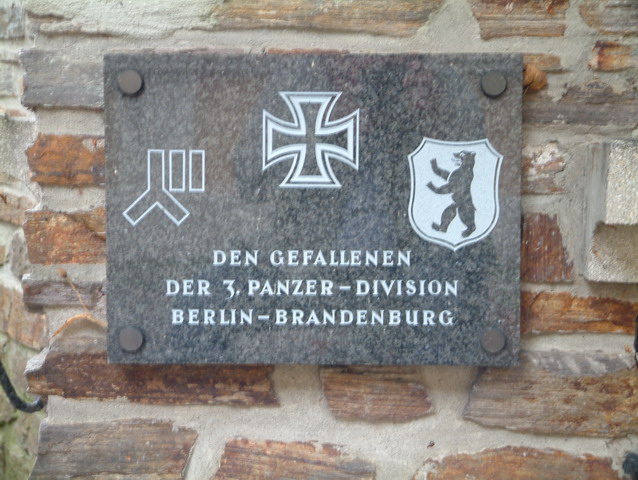 DEN GEFALLENEN
DER 3. PANZER-DIVISION
BERLIN-BRANDENBURG